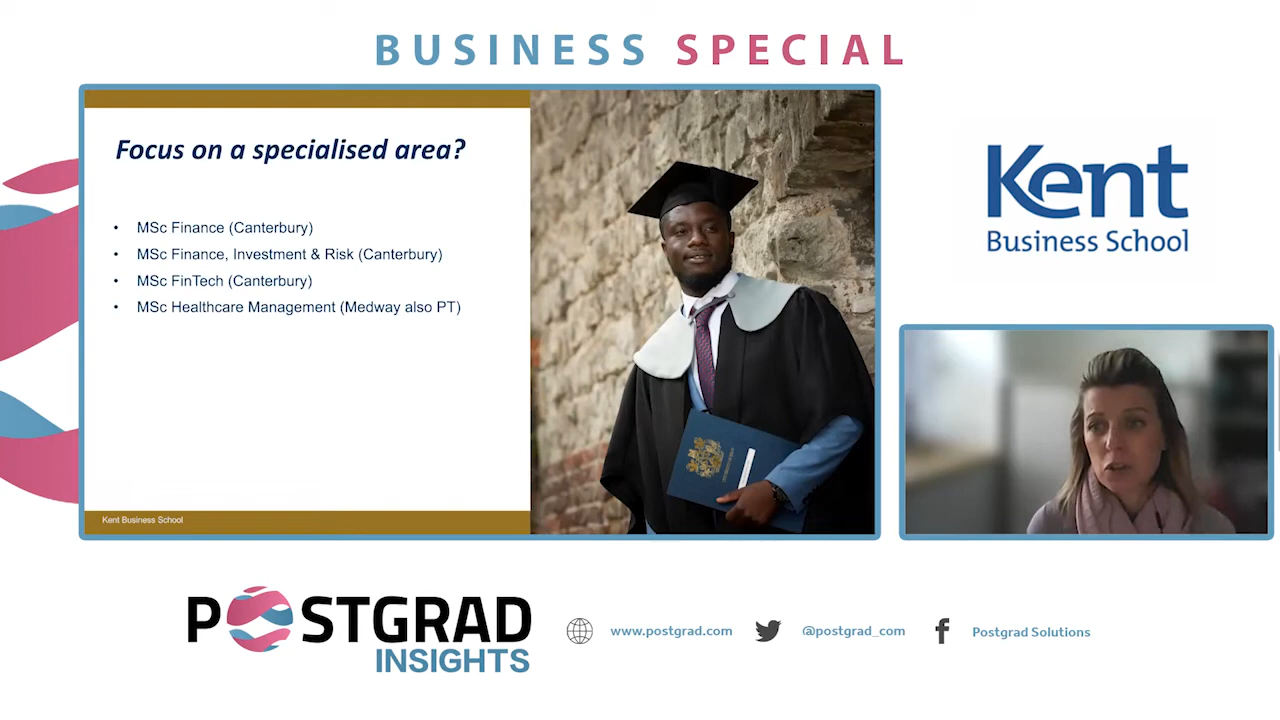 BUSINESS SPECIAL
Focus on a specialised area?
• MSc Finance (Canterbury)
• MSc Finance, Investment & Risk (Canterbury)
• MSc FinTech (Canterbury)
• MSc Healthcare Management (Medway also PT)
Kent Business School
Kent
Business School
POSTGRAD
INSIGHTS
www.postgrad.com
@postgrad_com
Postgrad Solutions